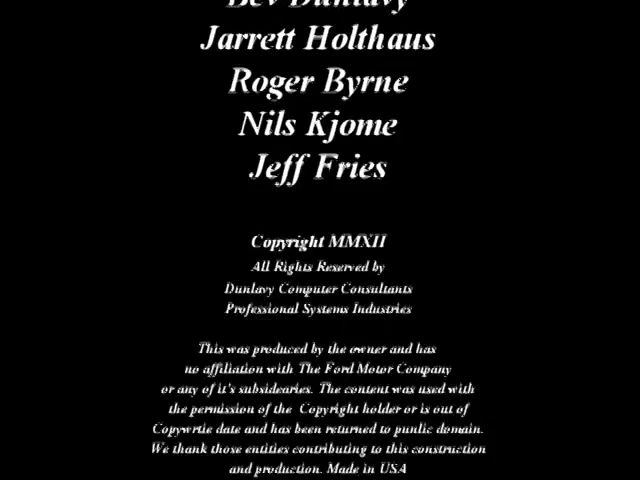 Bev Dunlavy
Jarrett Holthaus
Roger Byrne
Nils Kjome
Jeff Fries
Copyright MMXII
All Rights Reserved by
Dunlavy Computer Consultants
Professional Systems Industries
This was produced by the owner and has
no affiliation with The Ford Motor Company
or any of it's subsidearies. The content was used with
the permission of the Copyright holder or is out of
Copywrtie date and has been returned to punlic domain.
We thank those entities contributing to this construction
and production. Made in USA